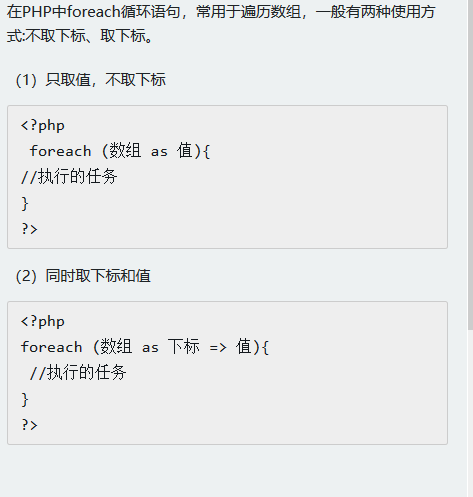 在PHP中foreach循环语句，常用于遍历数组，一般有两种使用方
式:不取下标、取下标。
（1）只取值，不取下标
<?php
foreach (数组 as 值){
//执行的任务
}
?>
（2）同时取下标和值
<?php
foreach (数组 as 下标 => 值){
//执行的任务
}
?>